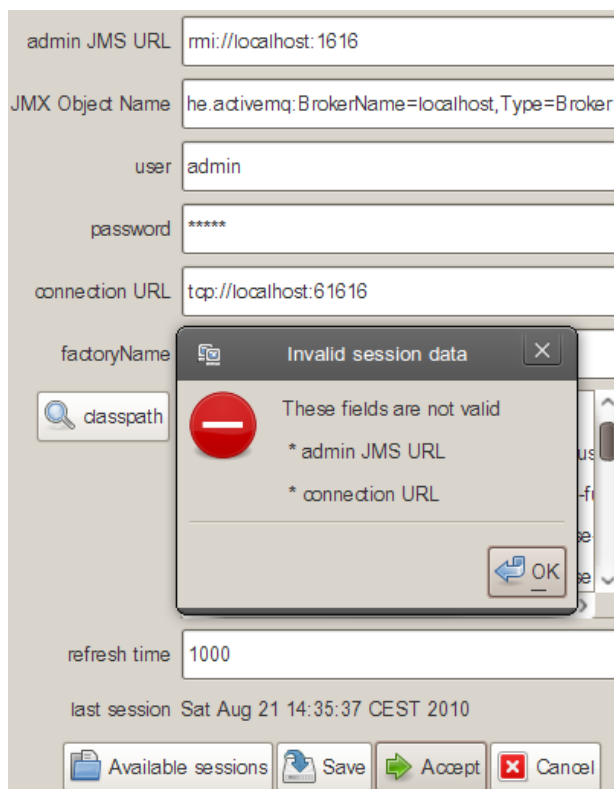 admin JMS URL rmi://localhost:1616
JMX Object Name he.activemq:BrokerName=localhost,Type=Broker
user admin
password *****
connection URL tcp://localhost:61616
factoryName
Invalid session data
classpath
These fields are not valid
* admin JMS URL
* connection URL
OK
refresh time 1000
last session Sat Aug 21 14:35:37 CEST 2010
Available sessions Save Accept Cancel